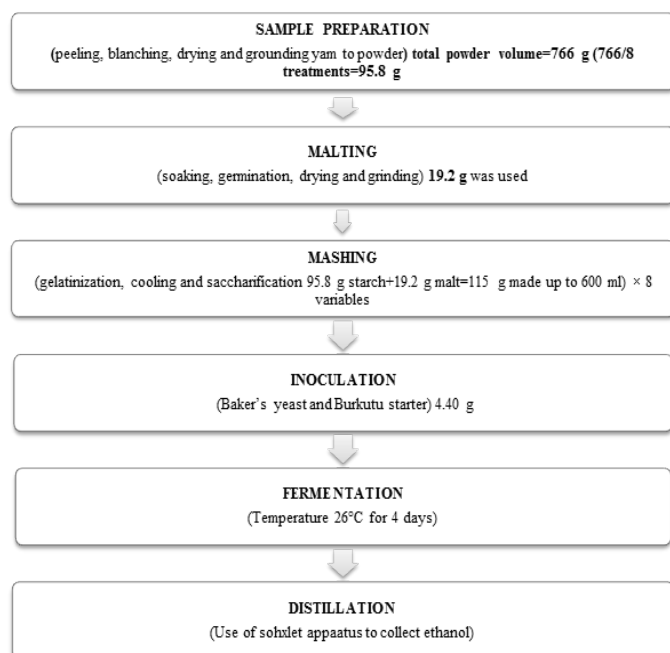 SAMPLE PREPARATION
(peeling, blanching, drying and grounding yam to powder) total powder volume=766 g (766/8
treatments=95.8 g
MALTING
(soaking, germination, drying and grinding) 19.2 g was used
MASHING
(gelatinization, cooling and saccharification 95.8 g starch+19.2 g malt=115 g made up to 600 ml) × 8
variables
INOCULATION
(Baker's yeast and Burkutu starter) 4.40 g
FERMENTATION
(Temperature 26°C for 4 days)
DISTILLATION
(Use of sohxlet appaatus to collect ethanol)